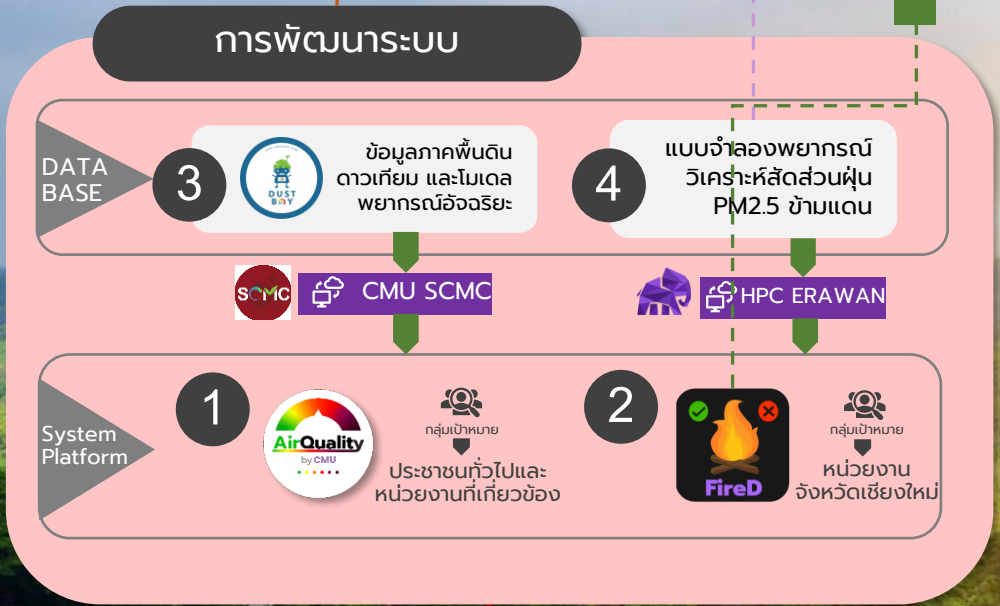 การพัฒนาระบบ
DATA
BASE
3
DUST
BOY
ข้อมูลภาคพื้นดิน
ดาวเทียม และโมเดล
พยากรณ์อัจฉริยะ
4
แบบจำลองพยากรณ์
วิเคราะห์สัดส่วนฝุ่น
PM2.5 ข้ามแดน
SCMC
CMU SCMC
HPC ERAWAN
System
Platform
1
AirQuality
by CMU
กลุ่มเป้าหมาย
ประชาชนทั่วไปและ
หน่วยงานที่เกี่ยวข้อง
2
FireD
กลุ่มเป้าหมาย
หน่วยงาน
จังหวัดเชียงใหม่